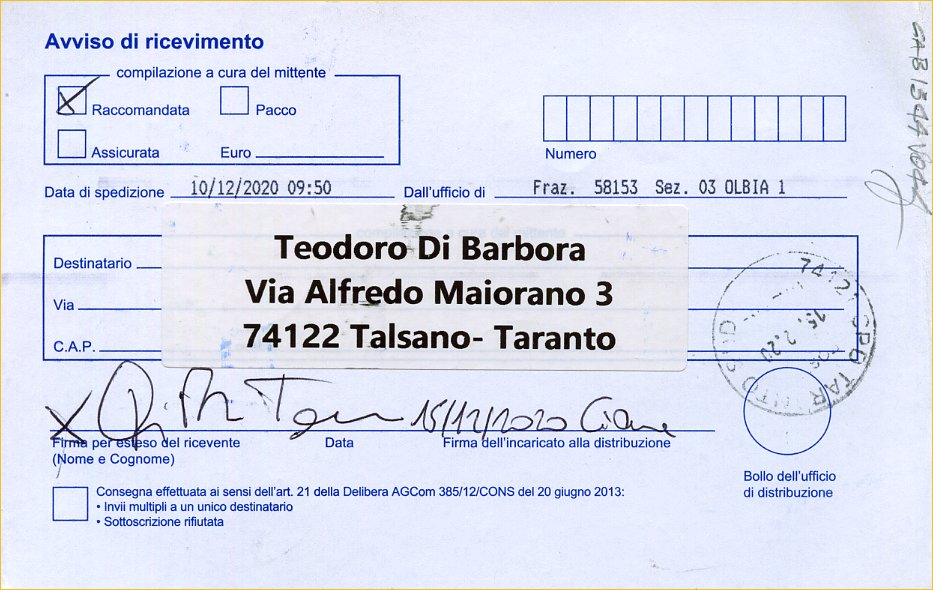 Avviso di ricevimento
compilazione a cura del mittente
Raccomandata
Pacco
Assicurata
Euro
Numero
Data di spedizione 10/12/2020 09:50 Dall'ufficio di Fraz. 58153 Sez. 03 OLBIA 1
compilazione a cura del mittente
Destinatario
Via
C.A.P.
Teodoro Di Barbora
Via Alfredo Maiorano 3
74122 Talsano- Taranto
15/12/2020
Firma per esteso del ricevente
(Nome e Cognome)
Data
Firma dell'incaricato alla distribuzione
Bollo dell'ufficio
di distribuzione
Consegna effettuata ai sensi dell'art. 21 della Delibera AGCom 385/12/CONS del 20 giugno 2013:
• Invii multipli a un unico destinatario
• Sottoscrizione rifiutata